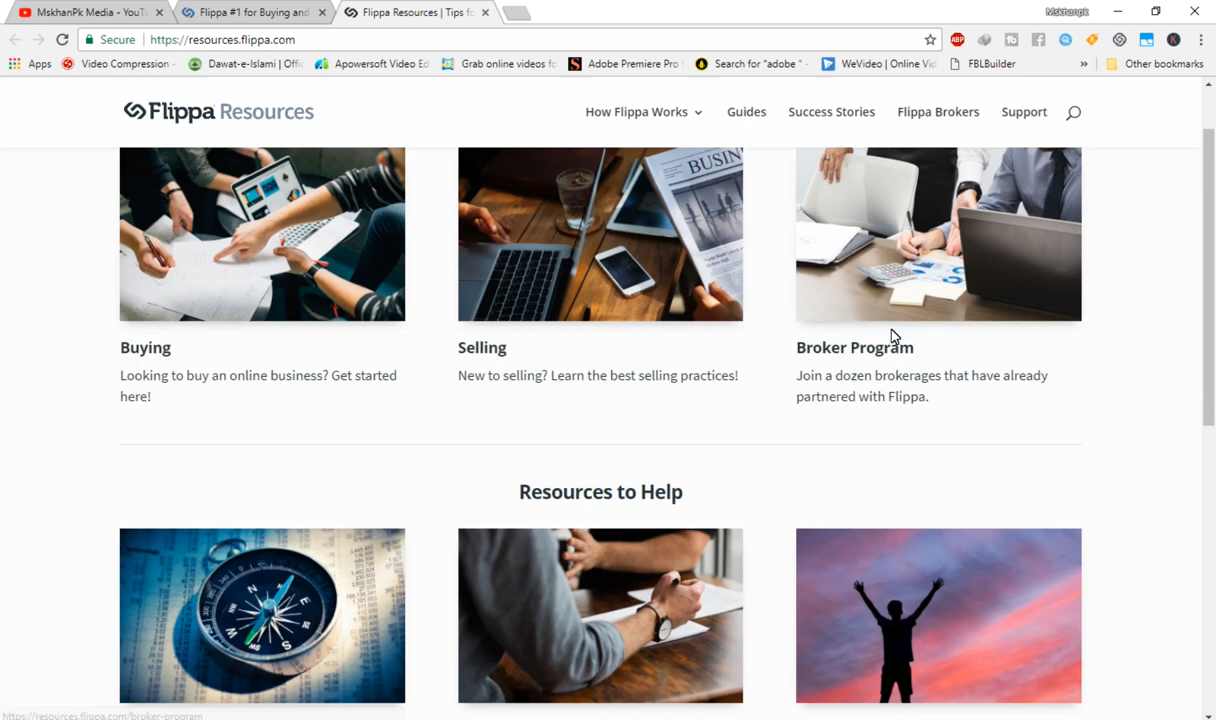 MskhanPk Media - YouTu
Flippa #1 for Buying and
Flippa Resources | Tips fo
Mskhanpk
Secure
https://resources.flippa.com
ABP
Apps
Video Compression -
Dawat-e-Islami | Offic
Apowersoft Video Ed
Grab online videos fo
Adobe Premiere Pro
Search for "adobe "
WeVideo | Online Vid
FBLBuilder
»
Other bookmarks
Flippa Resources
How Flippa Works
Guides
Success Stories
Flippa Brokers
Support
BUSIN
Buying
Selling
Broker Program
Looking to buy an online business? Get started
here!
New to selling? Learn the best selling practices!
Join a dozen brokerages that have already
partnered with Flippa.
Resources to Help
N
E
S
W
https://resources.flippa.com/broker-program